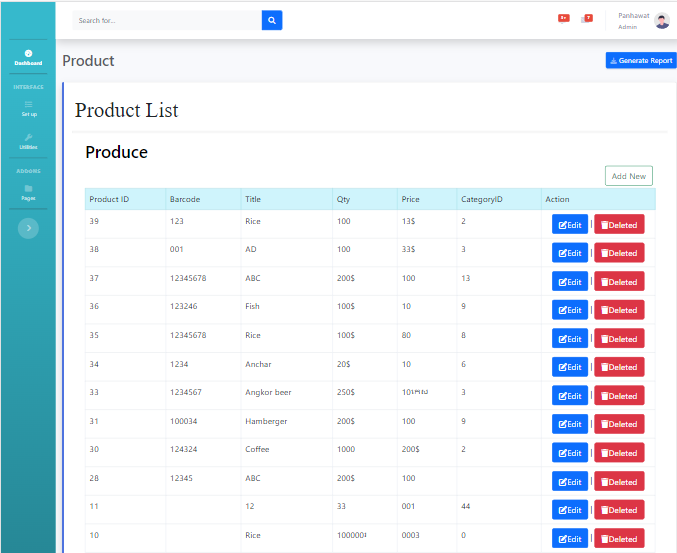 Search for...
Panhawat
Admin
Dashboard
Product
Generate Report
INTERFACE
Set up
Utilities
ADDONS
Pages
Product List
Produce
Add New
Product ID Barcode Title Qty Price CategoryID Action
39 123 Rice 100 13$ 2 Edit | Deleted
38 001 AD 100 33$ 3 Edit | Deleted
37 12345678 ABC 200$ 100 13 Edit | Deleted
36 123246 Fish 100$ 10 9 Edit | Deleted
35 12345678 Rice 100$ 80 8 Edit | Deleted
34 1234 Anchar 20$ 10 6 Edit | Deleted
33 1234567 Angkor beer 250$ 3 Edit | Deleted
31 100034 Hamberger 200$ 100 9 Edit | Deleted
30 124324 Coffee 1000 200$ 2 Edit | Deleted
28 12345 ABC 200$ 100 Edit | Deleted
11 12 33 001 44 Edit | Deleted
10 Rice 100000៛ 0003 0 Edit | Deleted